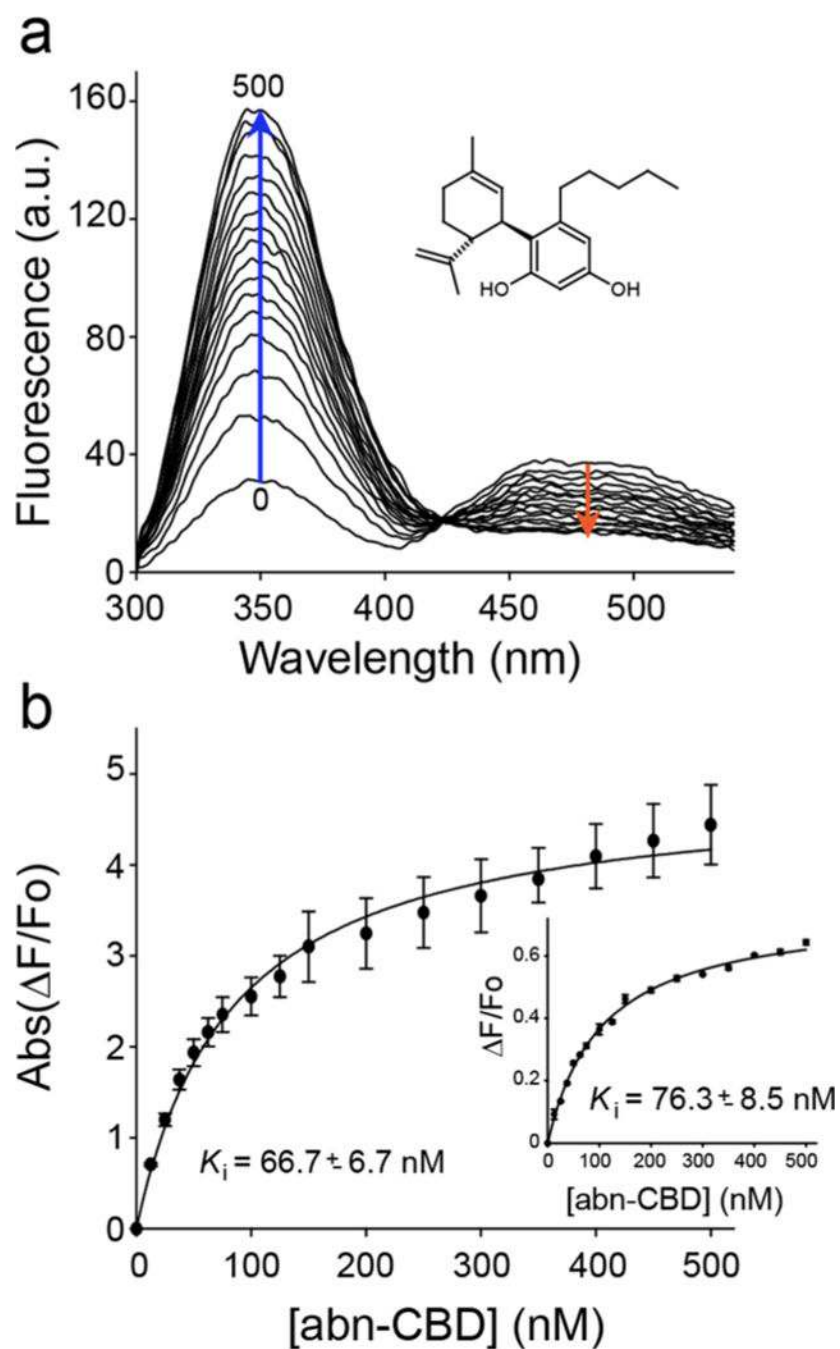 a
500
160
120
80
40
0
Fluorescence (a.u.)
HO
OH
0
300 350 400 450 500
Wavelength (nm)
b
5
4
3
2
1
0
Abs(ΔF/Fo)
Ki = 66.7 ± 6.7 nM
0.6
0.4
0.2
0
ΔF/Fo
Ki = 76.3 ± 8.5 nM
0 100 200 300 400 500
[abn-CBD] (nM)
0 100 200 300 400 500
[abn-CBD] (nM)